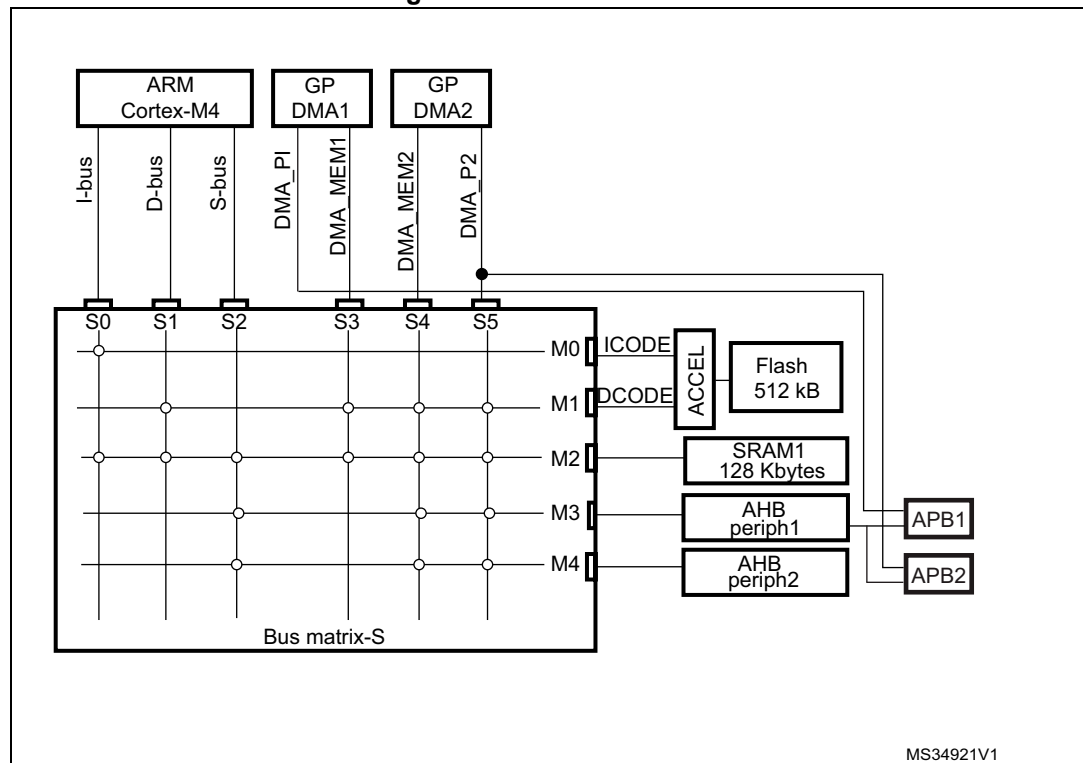 ARM
Cortex-M4
GP
DMA1
GP
DMA2
I-bus
D-bus
S-bus
DMA_PI
DMA_MEM1
DMA_MEM2
DMA_P2
S0 S1 S2 S3 S4 S5
M0 ICODE
M1 DCODE
ACCEL
Flash
512 kB
M2
SRAM1
128 Kbytes
M3
AHB
periph1
APB1
M4
AHB
periph2
APB2
Bus matrix-S
MS34921V1